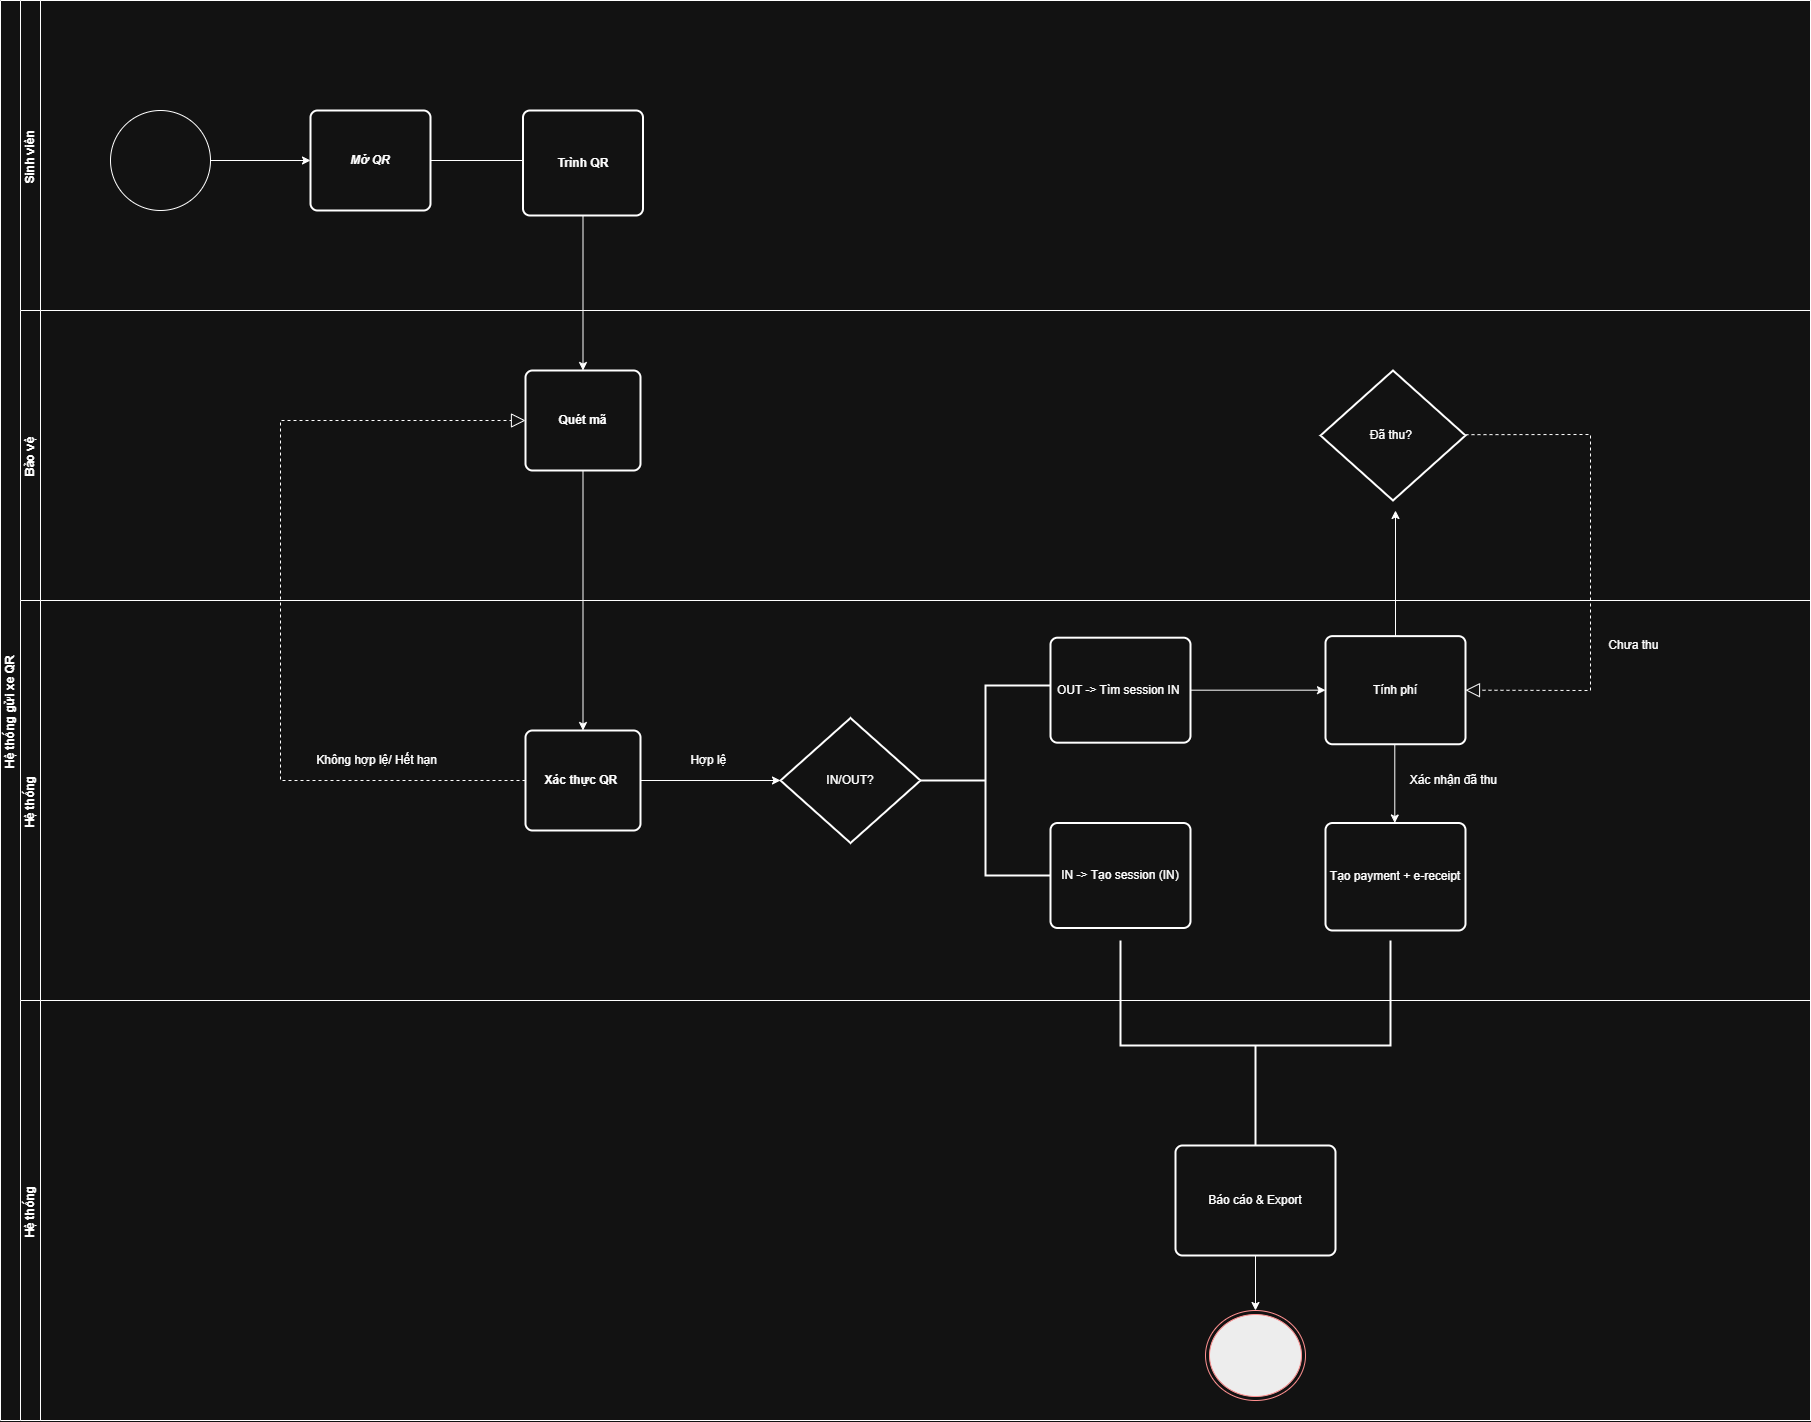 Hệ thống gửi xe QR
Sinh viên
Mở QR
Trình QR
Bảo vệ
Quét mã
Đã thu?
Hệ thống
Không hợp lệ/ Hết hạn
Xác thực QR
Hợp lệ
IN/OUT?
OUT -> Tìm session IN
IN -> Tạo session (IN)
Tính phí
Chưa thu
Xác nhận đã thu
Tạo payment + e-receipt
Hệ thống
Báo cáo & Export